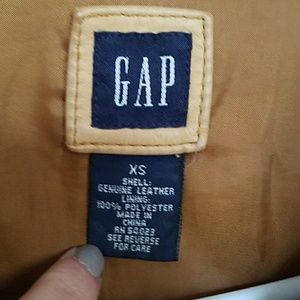 GAP
XS
SHELL:
GENUINE LEATHER
LINING:
100% POLYESTER
MADE IN
CHINA
RN 54023
SEE REVERSE
FOR CARE